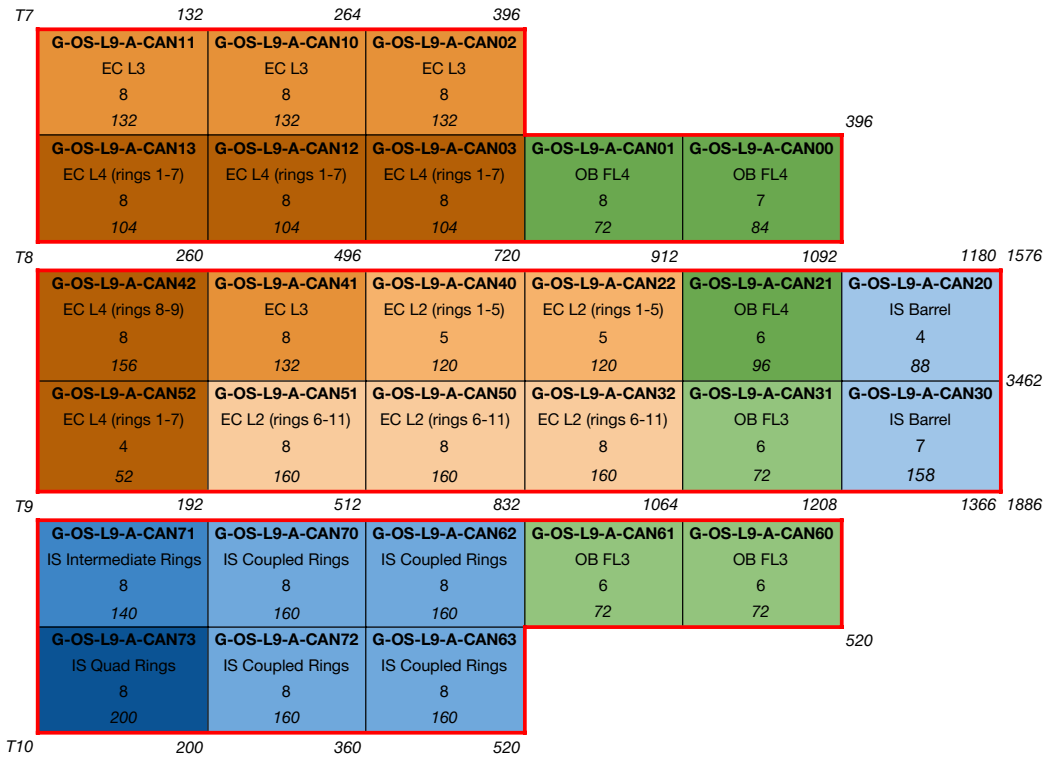 T7 132 264 396
G-OS-L9-A-CAN11 G-OS-L9-A-CAN10 G-OS-L9-A-CAN02
EC L3 EC L3 EC L3
8 8 8
132 132 132
396
G-OS-L9-A-CAN13 G-OS-L9-A-CAN12 G-OS-L9-A-CAN03 G-OS-L9-A-CAN01 G-OS-L9-A-CAN00
EC L4 (rings 1-7) EC L4 (rings 1-7) EC L4 (rings 1-7) OB FL4 OB FL4
8 8 8 8 7
104 104 104 72 84
T8 260 496 720 912 1092 1180 1576
G-OS-L9-A-CAN42 G-OS-L9-A-CAN41 G-OS-L9-A-CAN40 G-OS-L9-A-CAN22 G-OS-L9-A-CAN21 G-OS-L9-A-CAN20
EC L4 (rings 8-9) EC L3 EC L2 (rings 1-5) EC L2 (rings 1-5) OB FL4 IS Barrel
8 8 5 5 6 4
156 132 120 120 96 88
3462
G-OS-L9-A-CAN52 G-OS-L9-A-CAN51 G-OS-L9-A-CAN50 G-OS-L9-A-CAN32 G-OS-L9-A-CAN31 G-OS-L9-A-CAN30
EC L4 (rings 1-7) EC L2 (rings 6-11) EC L2 (rings 6-11) EC L2 (rings 6-11) OB FL3 IS Barrel
4 8 8 8 6 7
52 160 160 160 72 158
T9 192 512 832 1064 1208 1366 1886
G-OS-L9-A-CAN71 G-OS-L9-A-CAN70 G-OS-L9-A-CAN62 G-OS-L9-A-CAN61 G-OS-L9-A-CAN60
IS Intermediate Rings IS Coupled Rings IS Coupled Rings OB FL3 OB FL3
8 8 8 6 6
140 160 160 72 72
G-OS-L9-A-CAN73 G-OS-L9-A-CAN72 G-OS-L9-A-CAN63
520
IS Quad Rings IS Coupled Rings IS Coupled Rings
8 8 8
200 160 160
T10 200 360 520